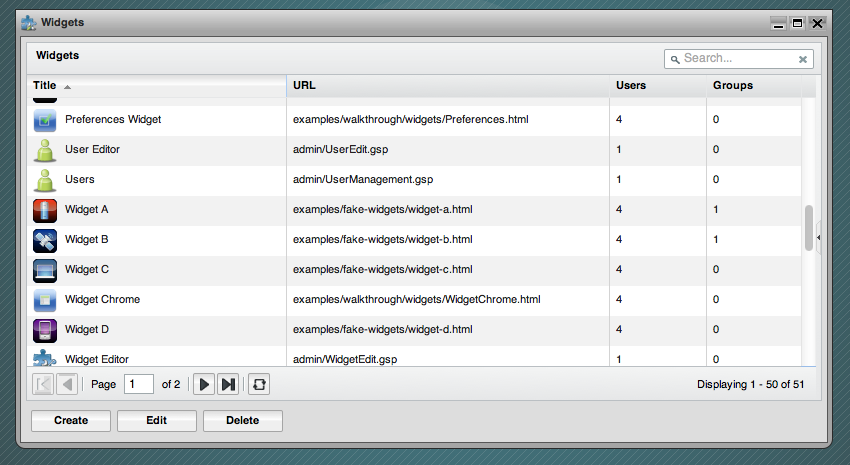 Widgets
Widgets
Search...
Title URL Users Groups
Preferences Widget examples/walkthrough/widgets/Preferences.html 4 0
User Editor admin/UserEdit.gsp 1 0
Users admin/UserManagement.gsp 1 0
Widget A examples/fake-widgets/widget-a.html 4 1
Widget B examples/fake-widgets/widget-b.html 4 1
Widget C examples/fake-widgets/widget-c.html 4 0
Widget Chrome examples/walkthrough/widgets/WidgetChrome.html 4 0
Widget D examples/fake-widgets/widget-d.html 4 0
Widget Editor admin/WidgetEdit.gsp 1 0
Page 1 of 2 Displaying 1 - 50 of 51
Create Edit Delete